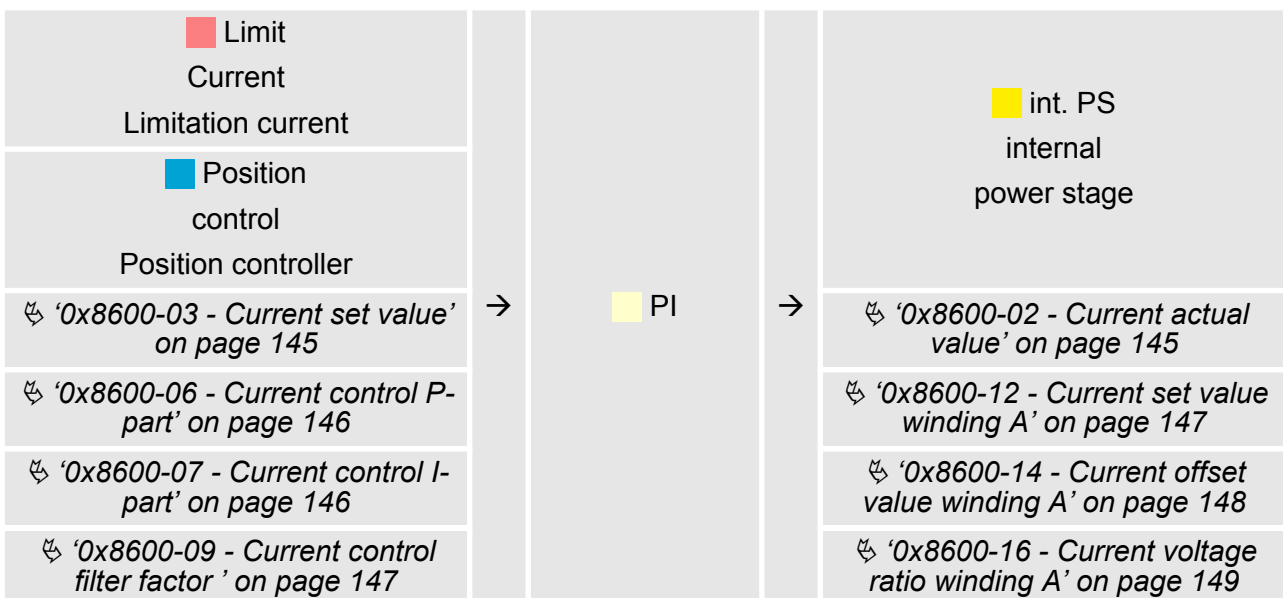 Limit
Current
Limitation current
Position
control
Position controller
↳ '0x8600-03 - Current set value'
on page 145
↳ '0x8600-06 - Current control P-
part' on page 146
↳ '0x8600-07 - Current control I-
part' on page 146
↳ '0x8600-09 - Current control
filter factor ' on page 147
→
PI
→
int. PS
internal
power stage
↳ '0x8600-02 - Current actual
value' on page 145
↳ '0x8600-12 - Current set value
winding A' on page 147
↳ '0x8600-14 - Current offset
value winding A' on page 148
↳ '0x8600-16 - Current voltage
ratio winding A' on page 149